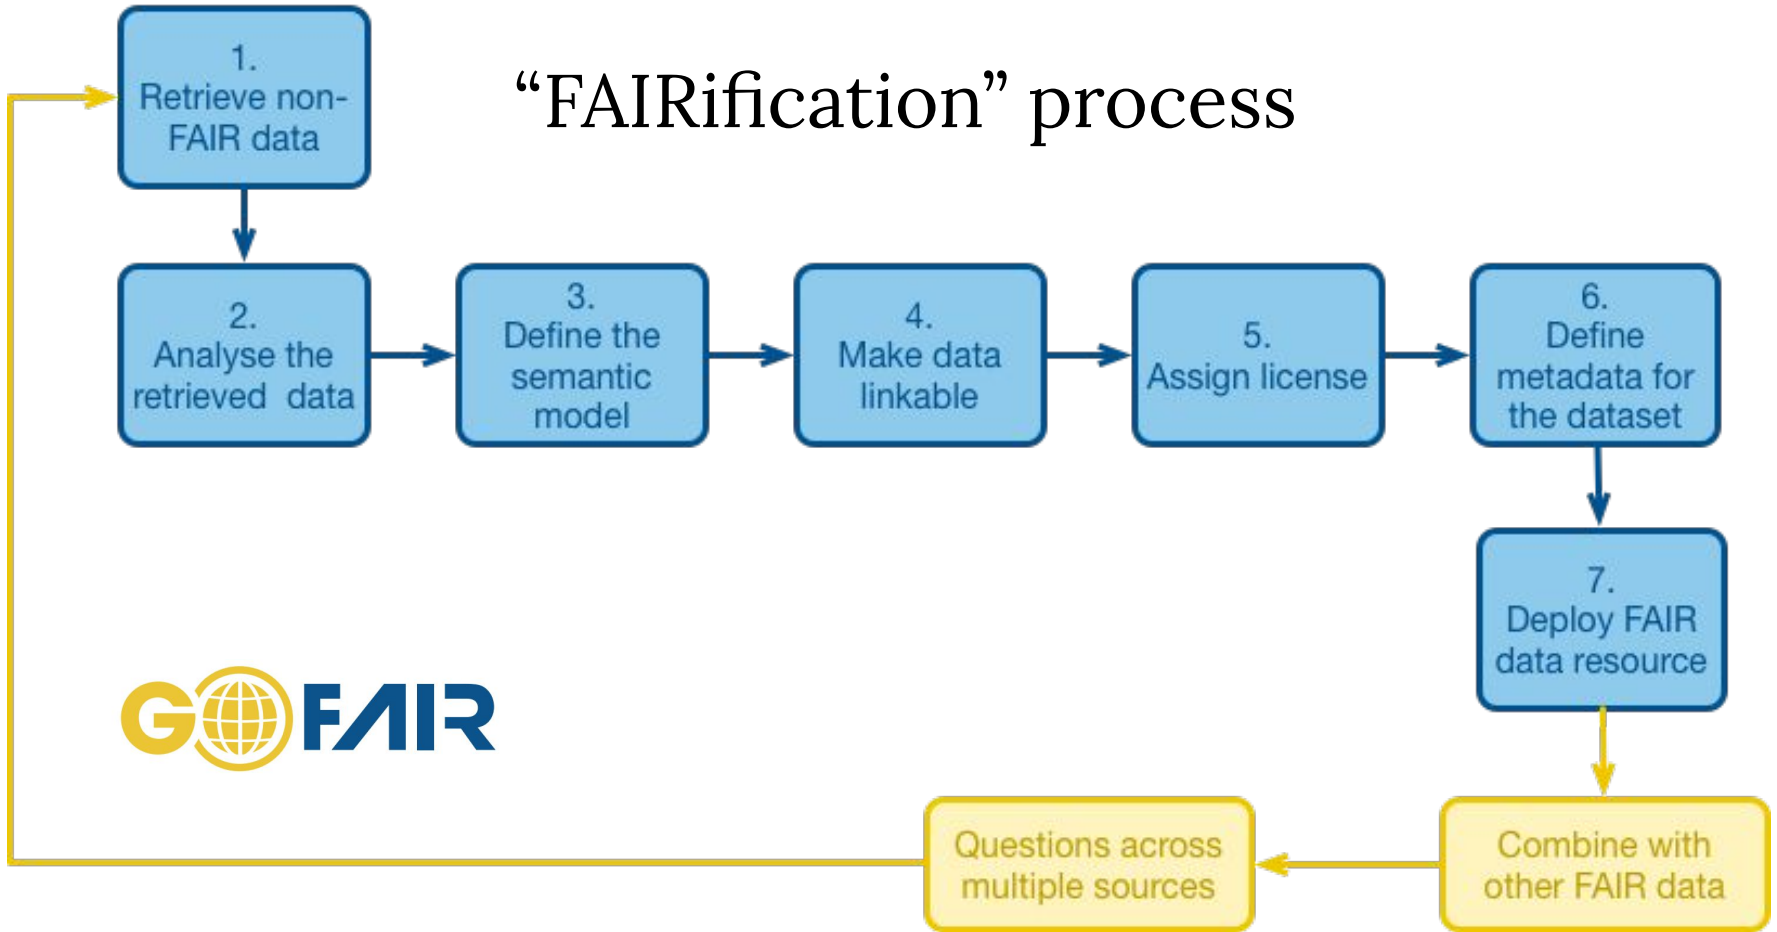 “FAIRification” process
1.
Retrieve non-
FAIR data
2.
Analyse the
retrieved data
3.
Define the
semantic
model
4.
Make data
linkable
5.
Assign license
6.
Define
metadata for
the dataset
7.
Deploy FAIR
data resource
Combine with
other FAIR data
Questions across
multiple sources
GO FAIR